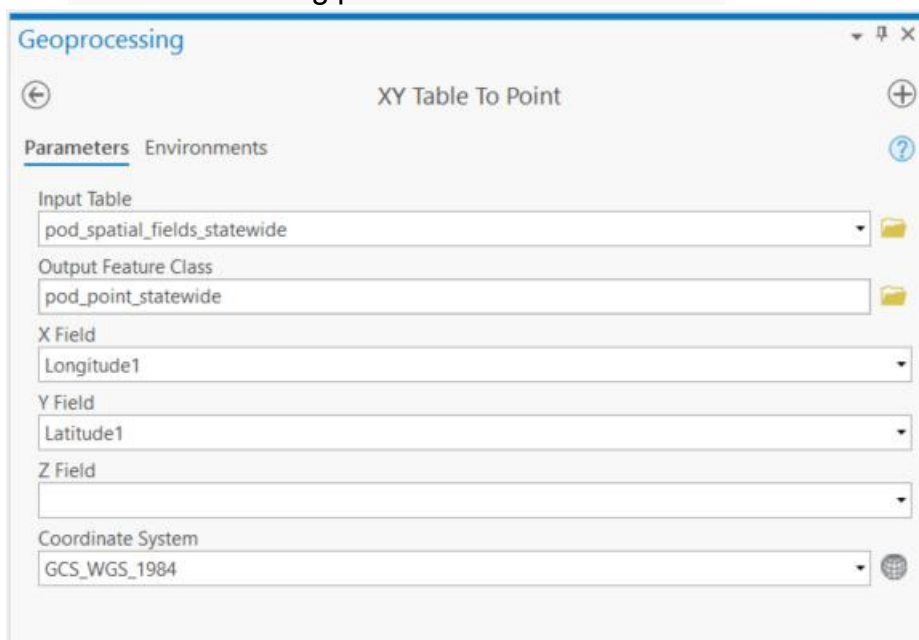 Geoprocessing
XY Table To Point
Parameters Environments
Input Table
pod_spatial_fields_statewide
Output Feature Class
pod_point_statewide
X Field
Longitude1
Y Field
Latitude1
Z Field
Coordinate System
GCS_WGS_1984